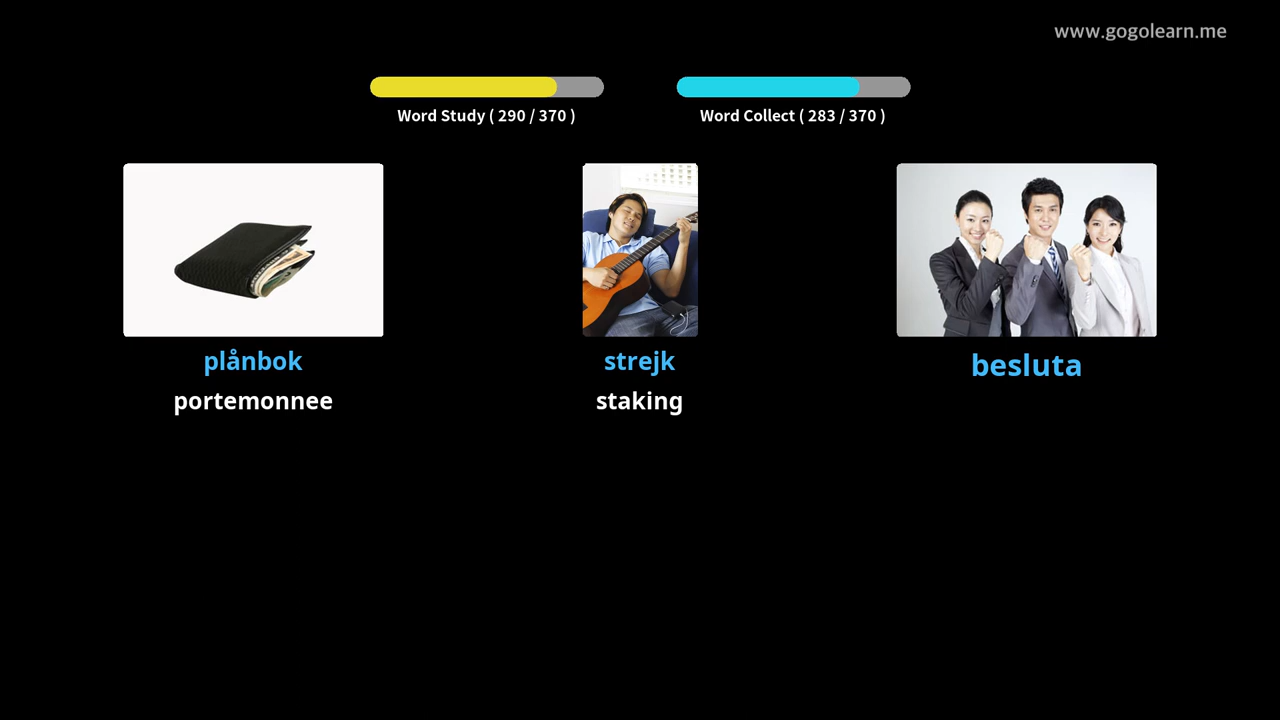 www.gogolearn.me
Word Study ( 290 / 370 )
Word Collect ( 283 / 370 )
plånbok
portemonnee
strejk
staking
besluta